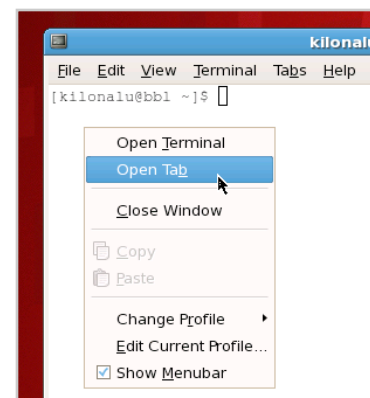 kilonalu
File Edit View Terminal Tabs Help
[kilonalu@bbl ~]$
Open Terminal
Open Tab
Close Window
Copy
Paste
Change Profile
Edit Current Profile...
Show Menubar